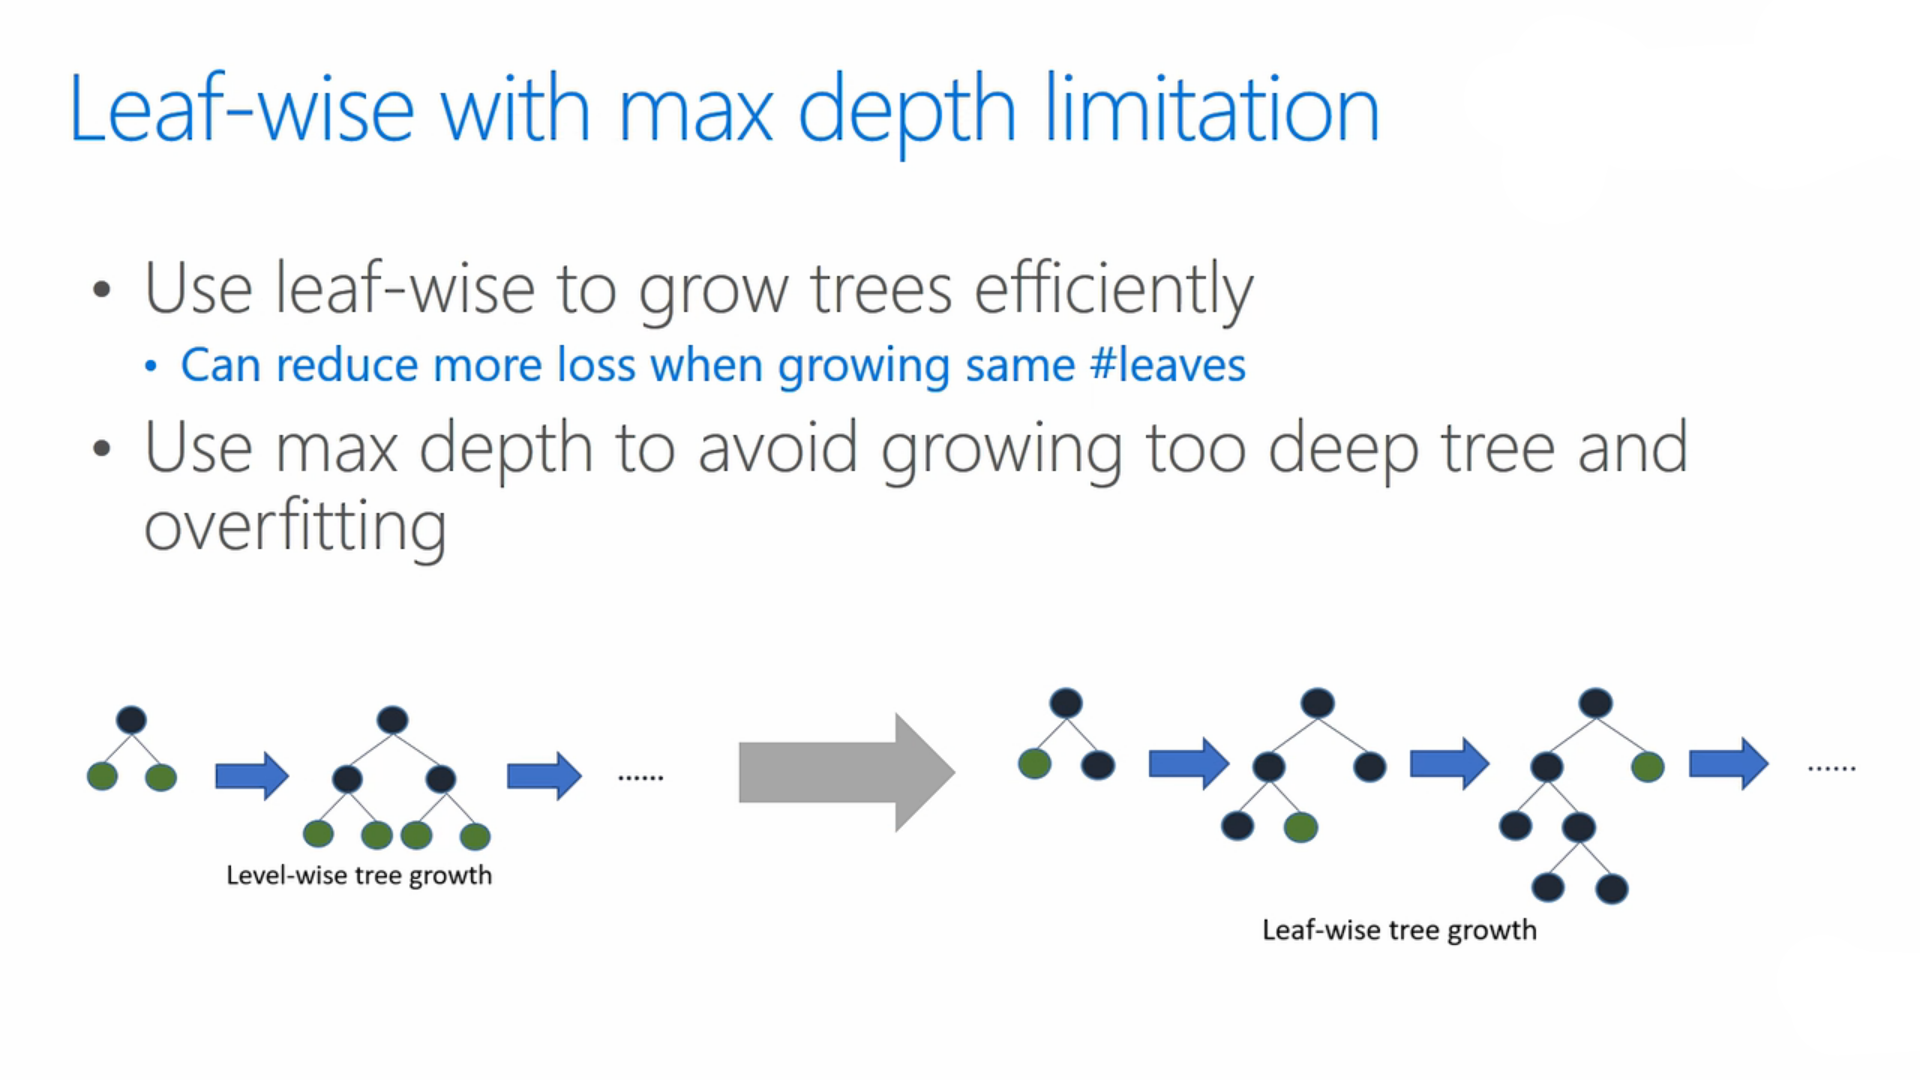 Leaf-wise with max depth limitation
• Use leaf-wise to grow trees efficiently
• Can reduce more loss when growing same #leaves
• Use max depth to avoid growing too deep tree and
overfitting
......
......
Level-wise tree growth
Leaf-wise tree growth